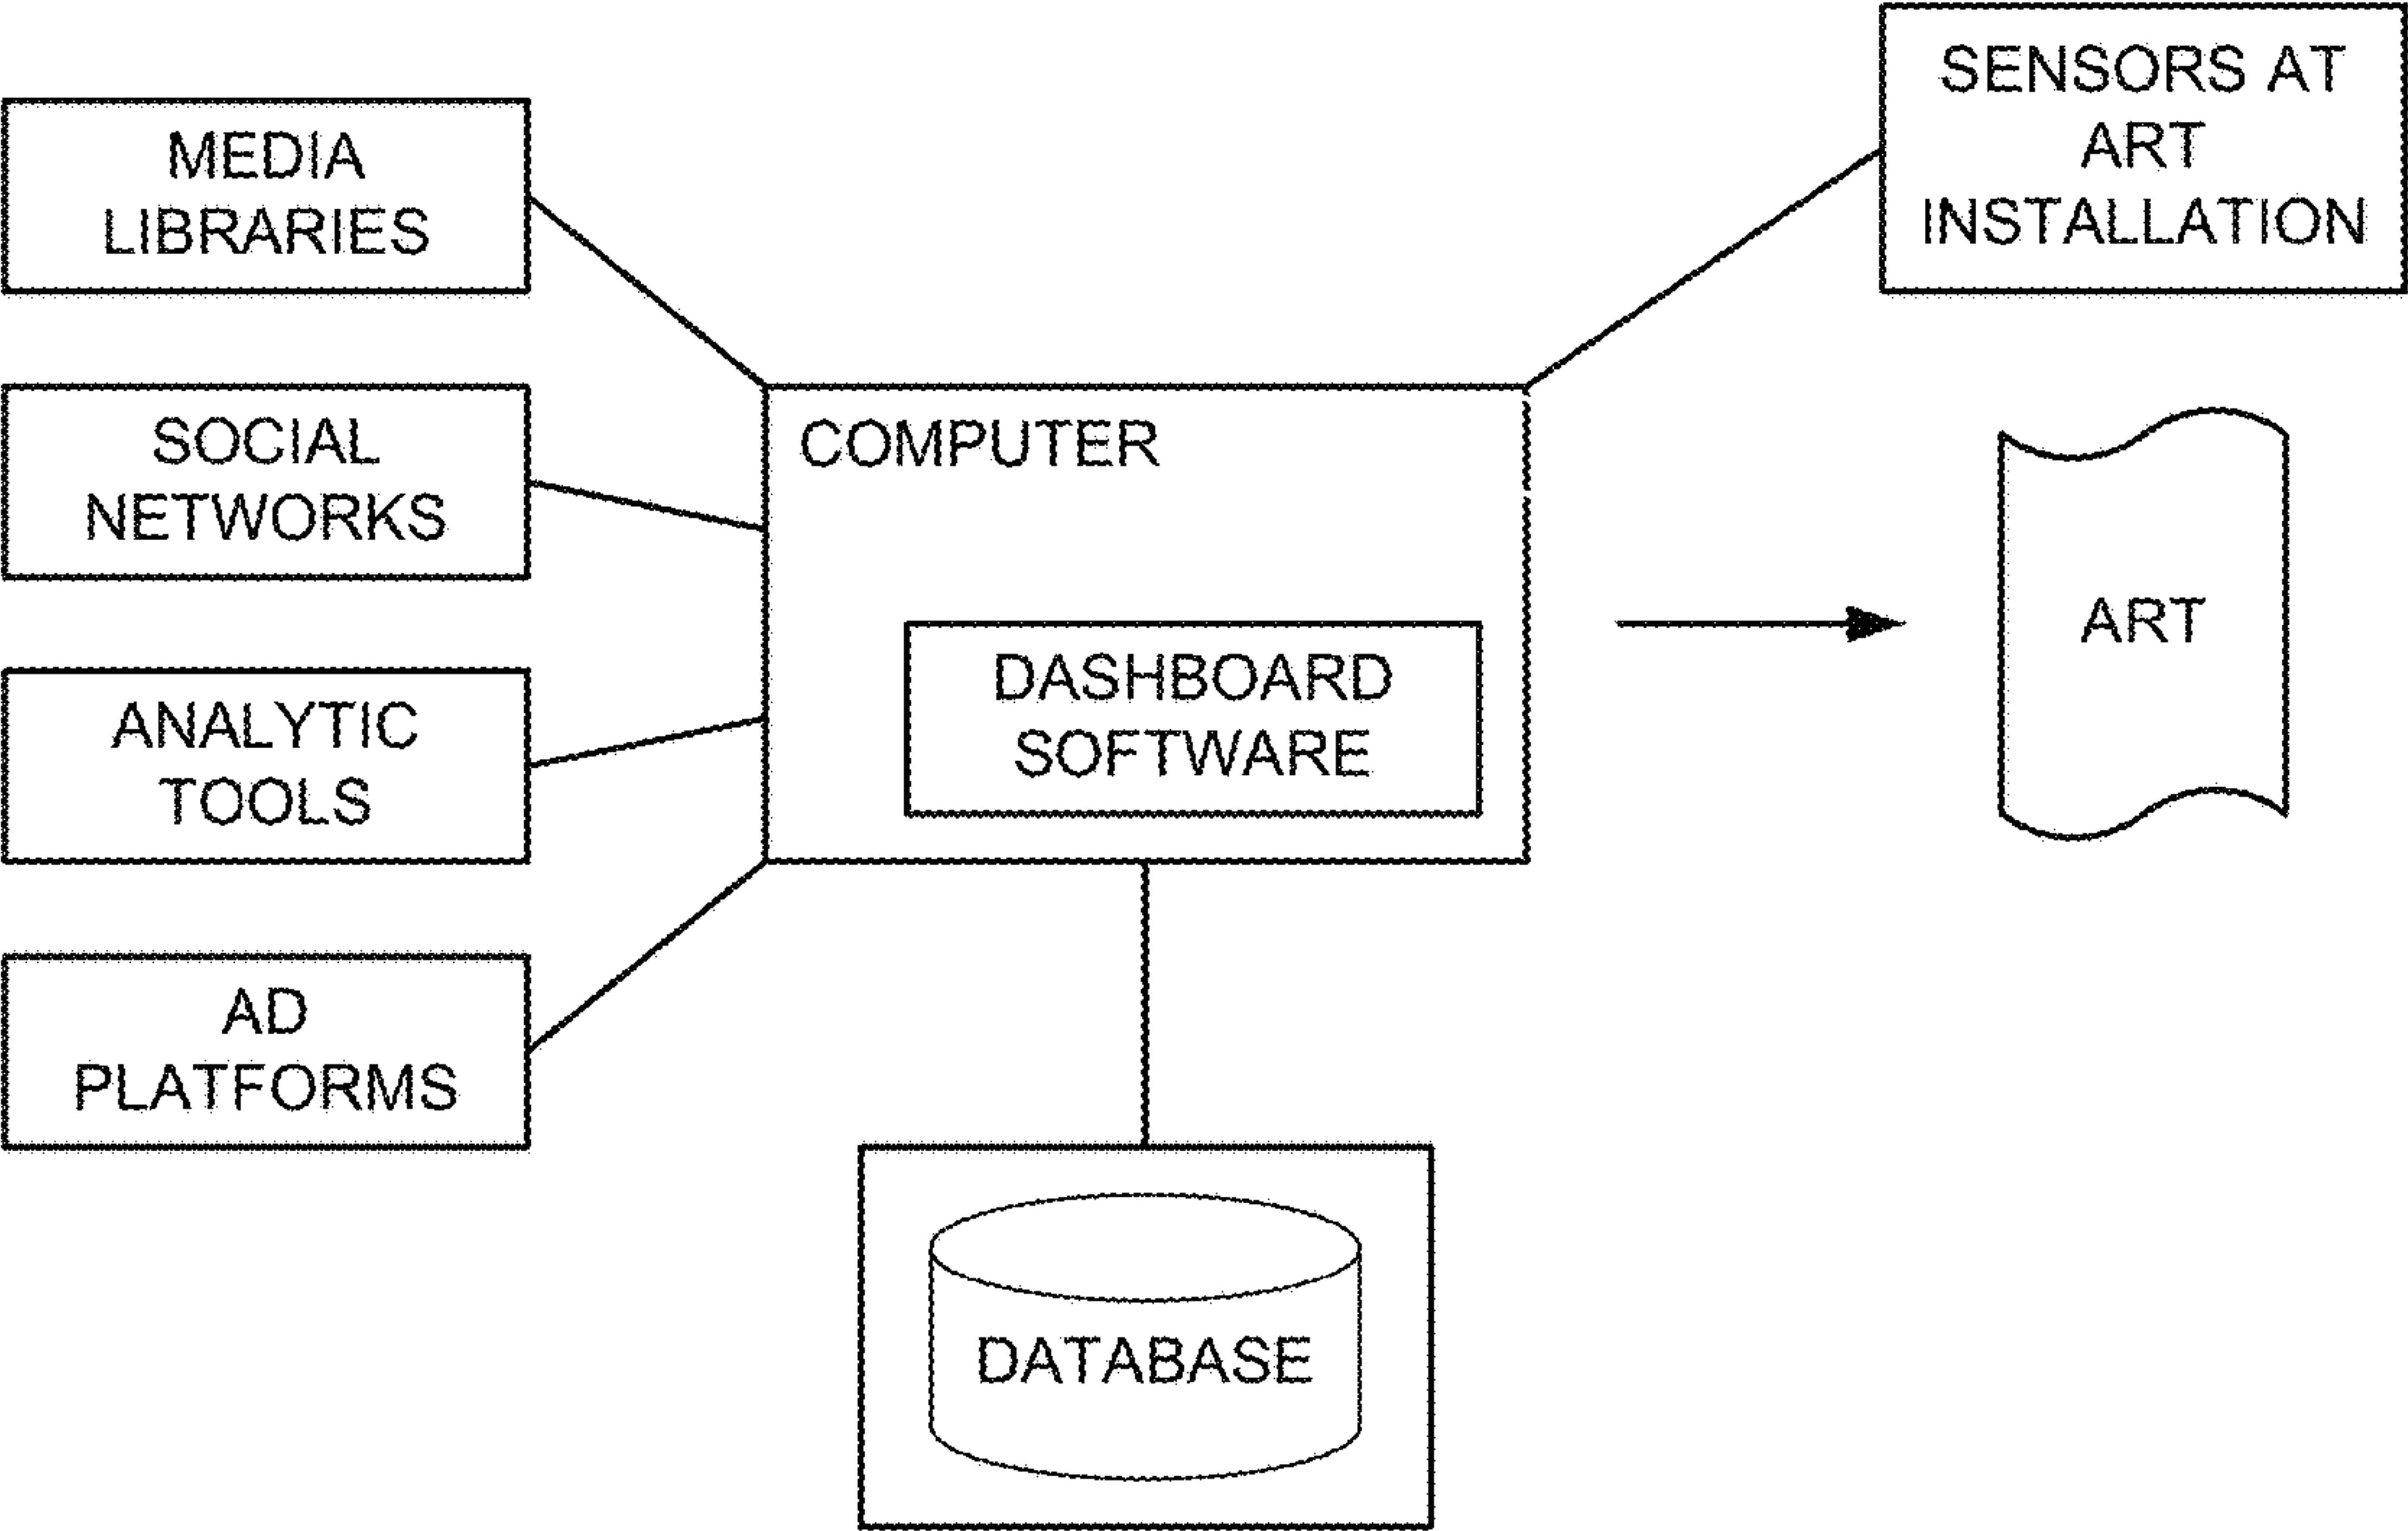 MEDIA
LIBRARIES
SOCIAL
NETWORKS
ANALYTIC
TOOLS
AD
PLATFORMS
COMPUTER
DASHBOARD
SOFTWARE
DATABASE
SENSORS AT
ART
INSTALLATION
ART